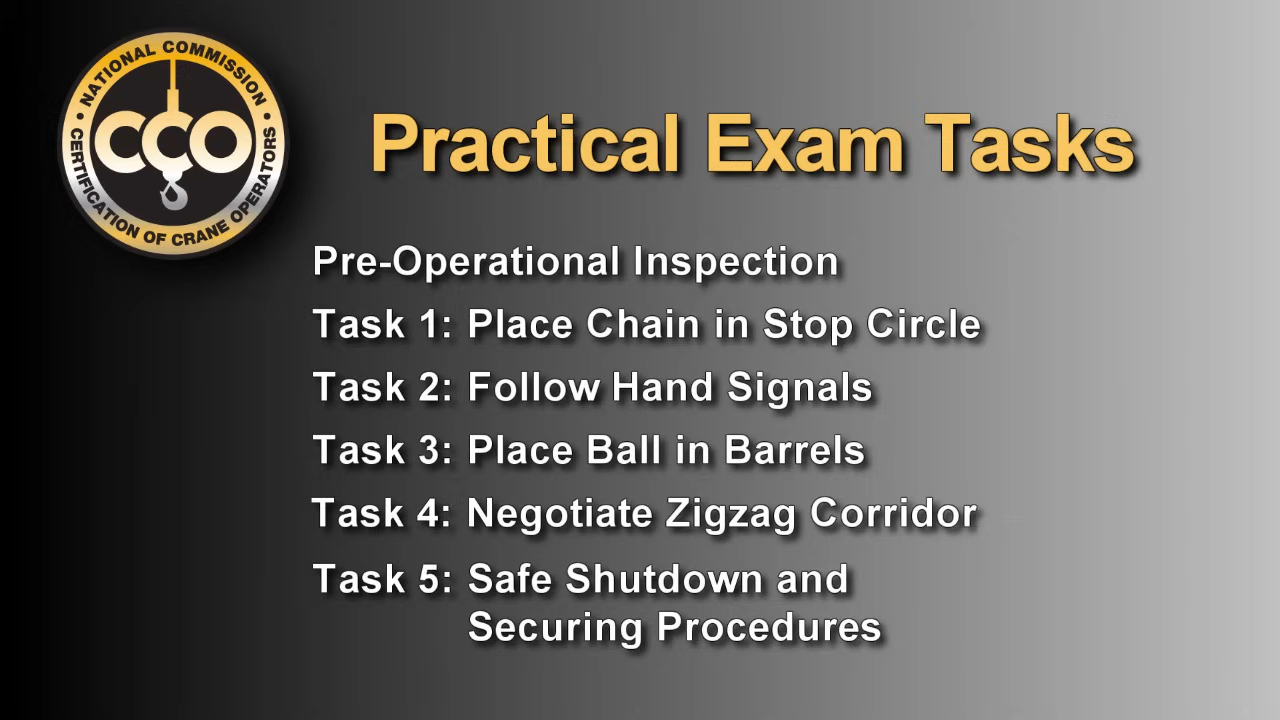 NATIONAL COMMISSION
CCO
CERTIFICATION OF CRANE OPERATORS
Practical Exam Tasks
Pre-Operational Inspection
Task 1: Place Chain in Stop Circle
Task 2: Follow Hand Signals
Task 3: Place Ball in Barrels
Task 4: Negotiate Zigzag Corridor
Task 5: Safe Shutdown and
Securing Procedures